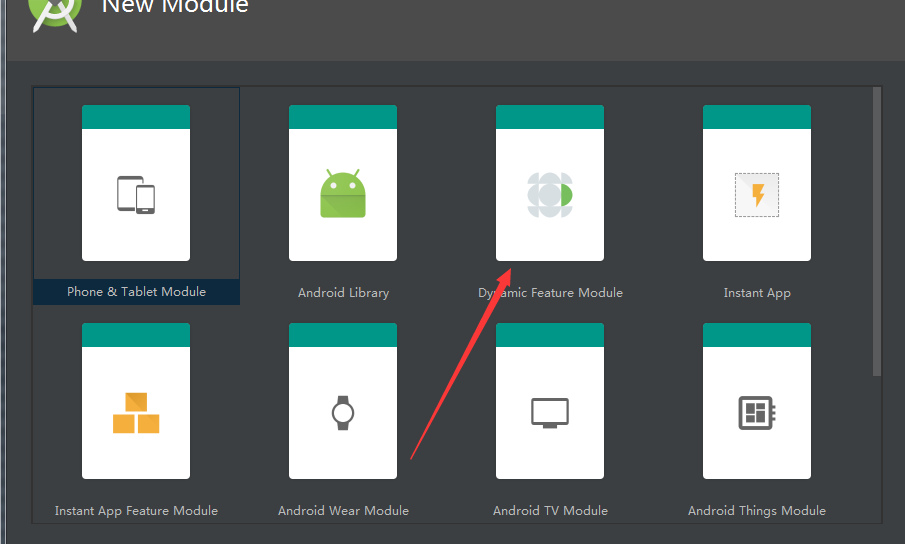 New Module
Phone & Tablet Module
Android Library
Dynamic Feature Module
Instant App
Instant App Feature Module
Android Wear Module
Android TV Module
Android Things Module